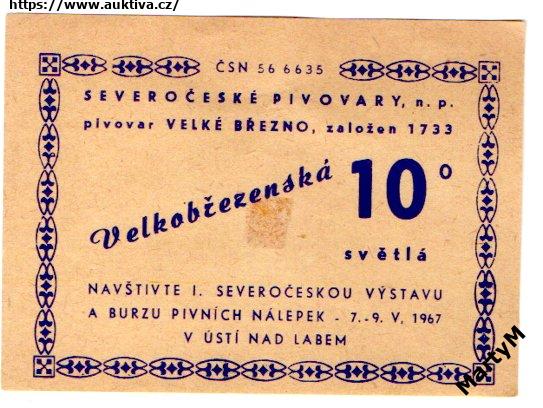 https://www.auktiva.cz/
ČSN 56 6635
SEVEROČESKÉ PIVOVARY, n. p.
pivovar VELKÉ BŘEZNO, založen 1733
Velkobřezenská 10°
světlá
NAVŠTIVTE I. SEVEROČESKOU VÝSTAVU
A BURZU PIVNÍCH NÁLEPEK - 7.-9. V, 1967
V ÚSTÍ NAD LABEM
MartyM